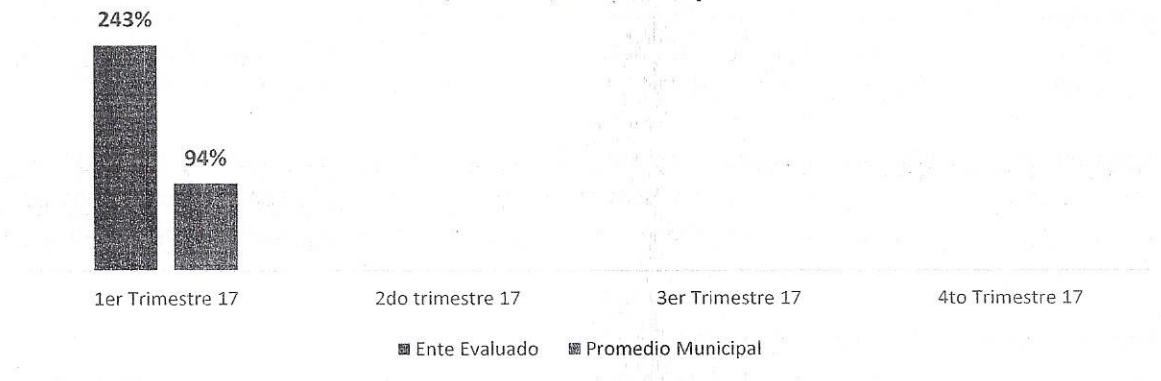 243%
94%
1er Trimestre 17
2do trimestre 17
3er Trimestre 17
4to Trimestre 17
Ente Evaluado
Promedio Municipal